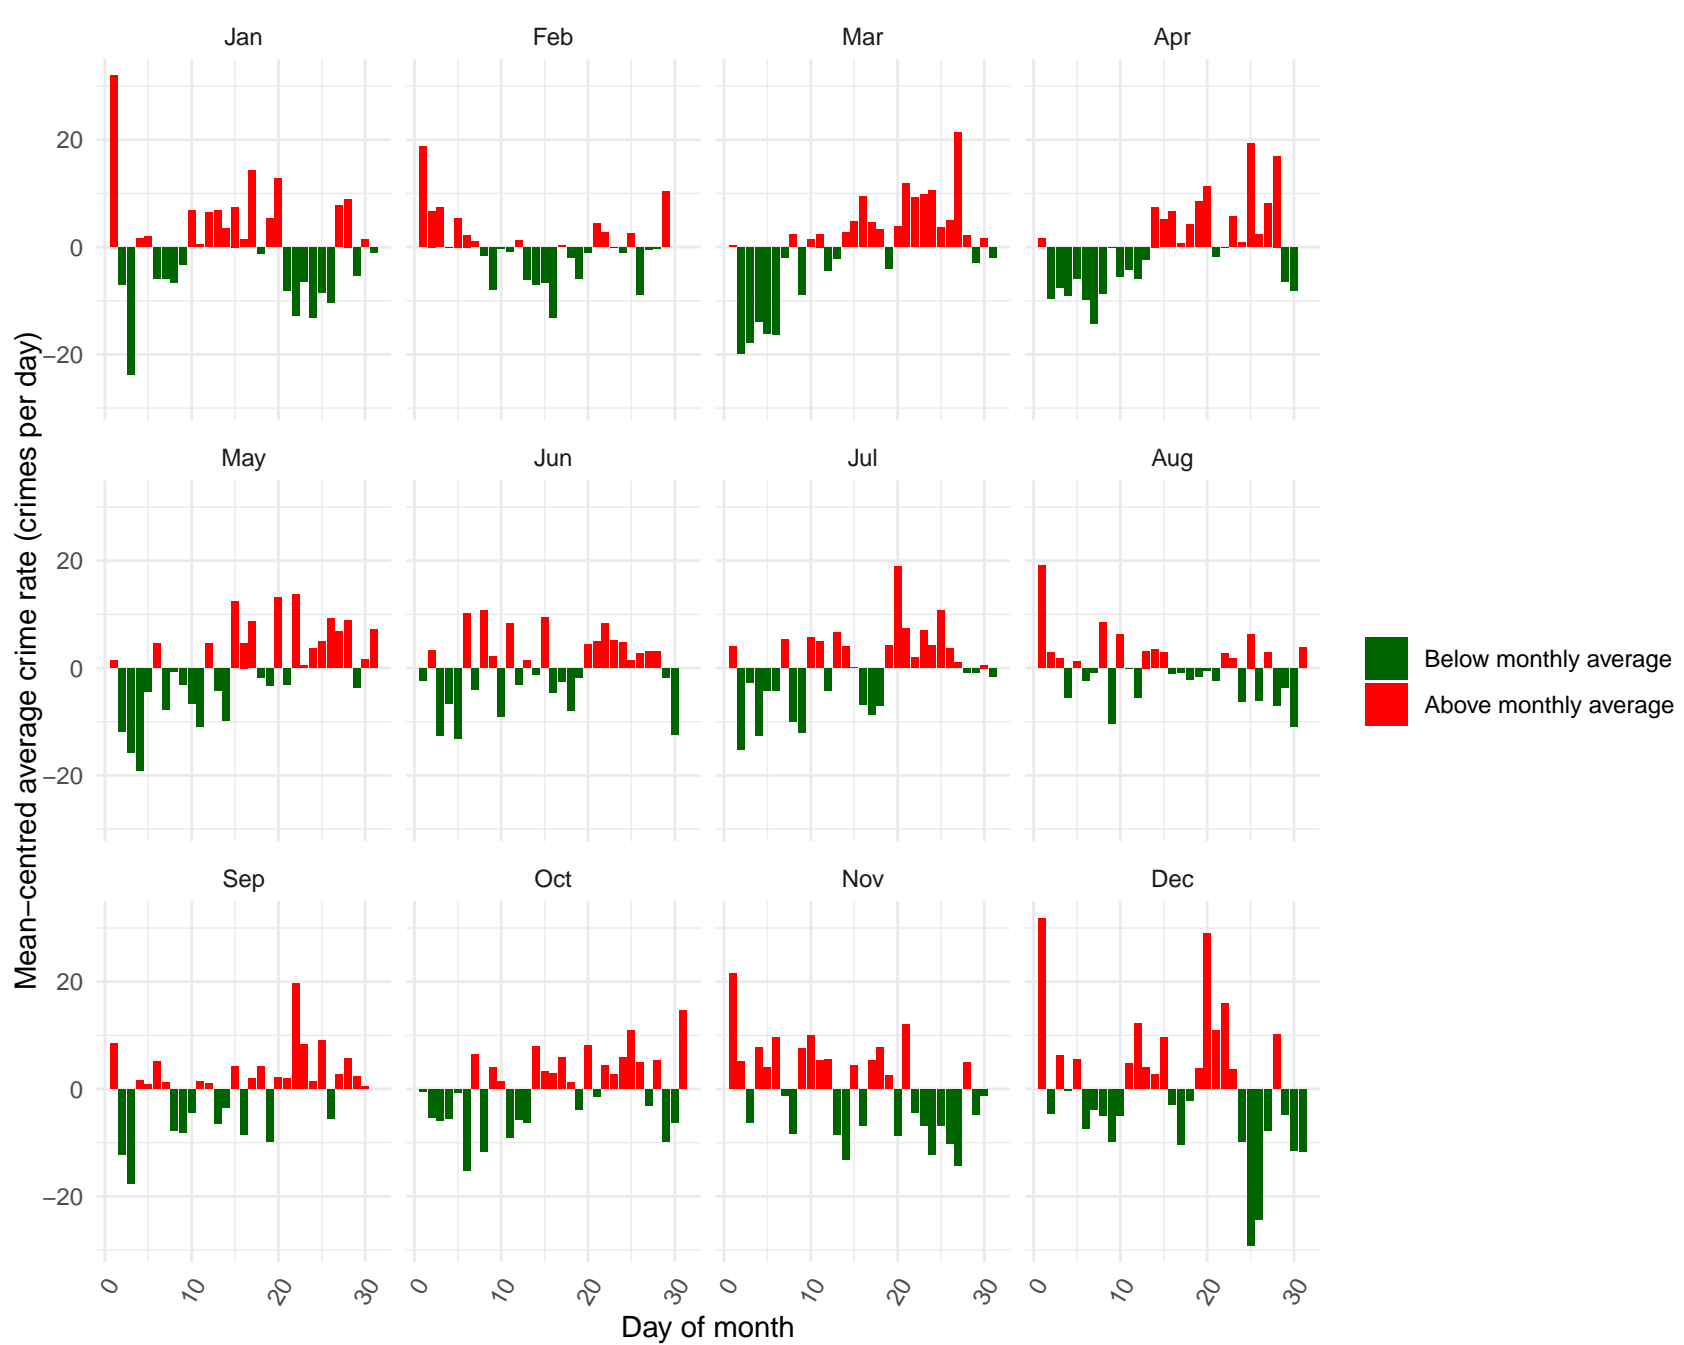 Jan Feb Mar Apr
20
0
−20
May Jun Jul Aug
20
0
−20
Sep Oct Nov Dec
20
0
−20
0 10 20 30 0 10 20 30 0 10 20 30 0 10 20 30
Day of month
Mean−centred average crime rate (crimes per day)
Below monthly average
Above monthly average